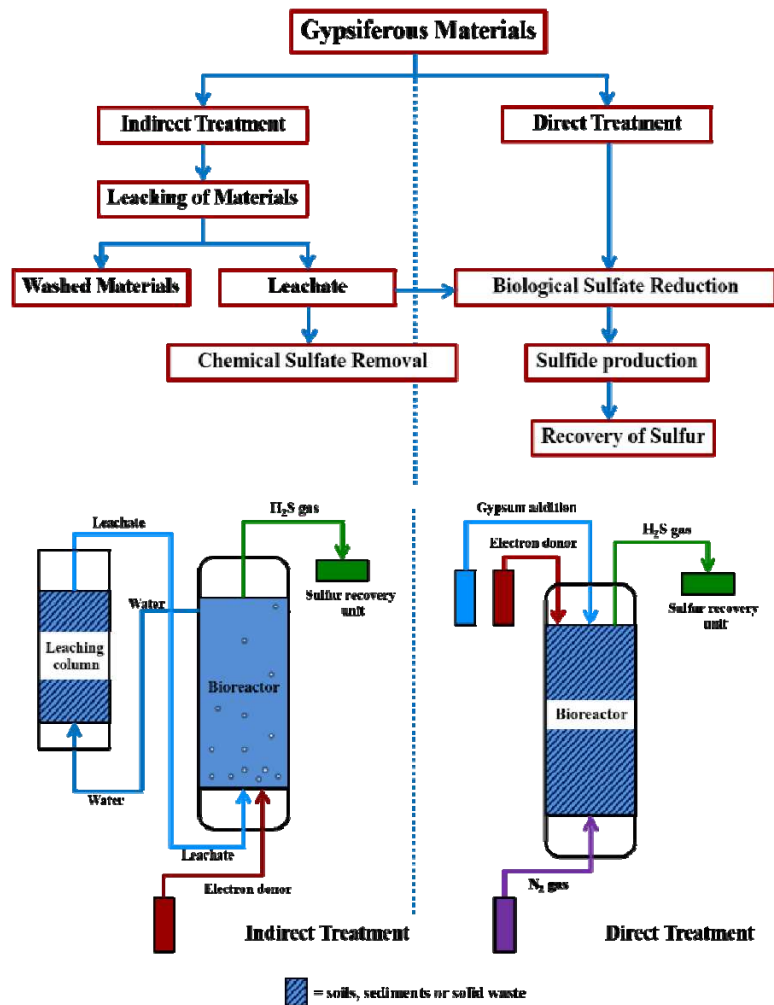 Gypsiferous Materials
Indirect Treatment
Direct Treatment
Leaching of Materials
Washed Materials
Leachate
Biological Sulfate Reduction
Chemical Sulfate Removal
Sulfide production
Recovery of Sulfur
H₂S gas
Leachate
Sulfur recovery
unit
Water
Leaching
column
Bioreactor
Water
Leachate
Electron donor
Indirect Treatment
Gypsum addition
Electron donor
H₂S gas
Sulfur recovery
unit
Bioreactor
N₂ gas
Direct Treatment
= soils, sediments or solid waste